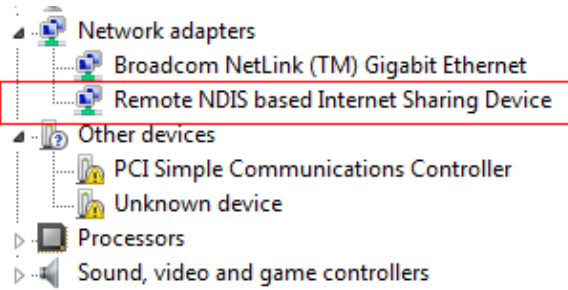 Network adapters
Broadcom NetLink (TM) Gigabit Ethernet
Remote NDIS based Internet Sharing Device
Other devices
PCI Simple Communications Controller
Unknown device
Processors
Sound, video and game controllers